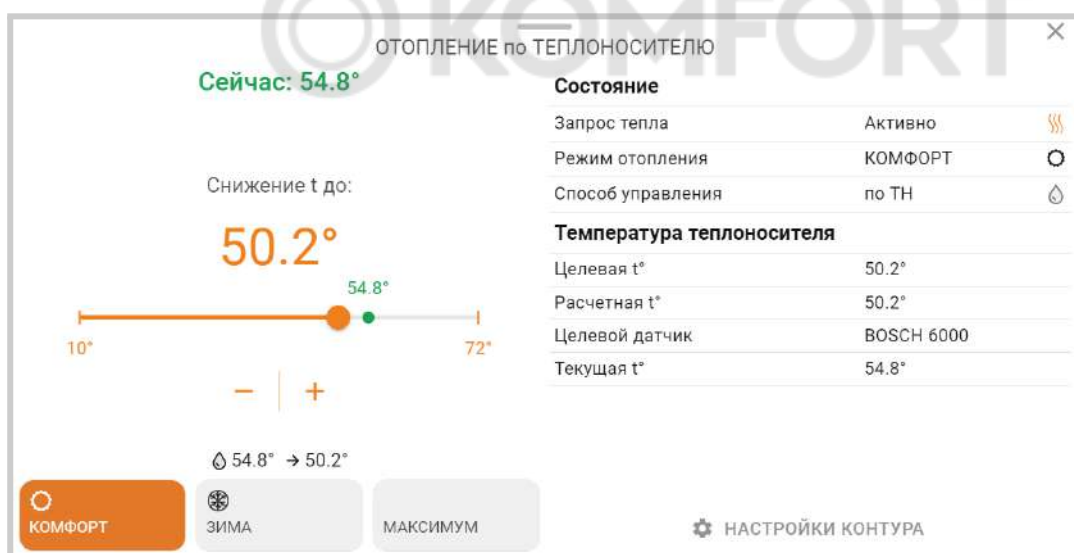 KOMFORT
ОТОПЛЕНИЕ по ТЕПЛОНОСИТЕЛЮ
Сейчас: 54.8°
Снижение t до:
50.2°
54.8°
10°
72°
54.8° → 50.2°
КОМФОРТ
ЗИМА
МАКСИМУМ
Состояние
Запрос тепла Активно
Режим отопления КОМФОРТ
Способ управления по ТН
Температура теплоносителя
Целевая t° 50.2°
Расчетная t° 50.2°
Целевой датчик BOSCH 6000
Текущая t° 54.8°
НАСТРОЙКИ КОНТУРА